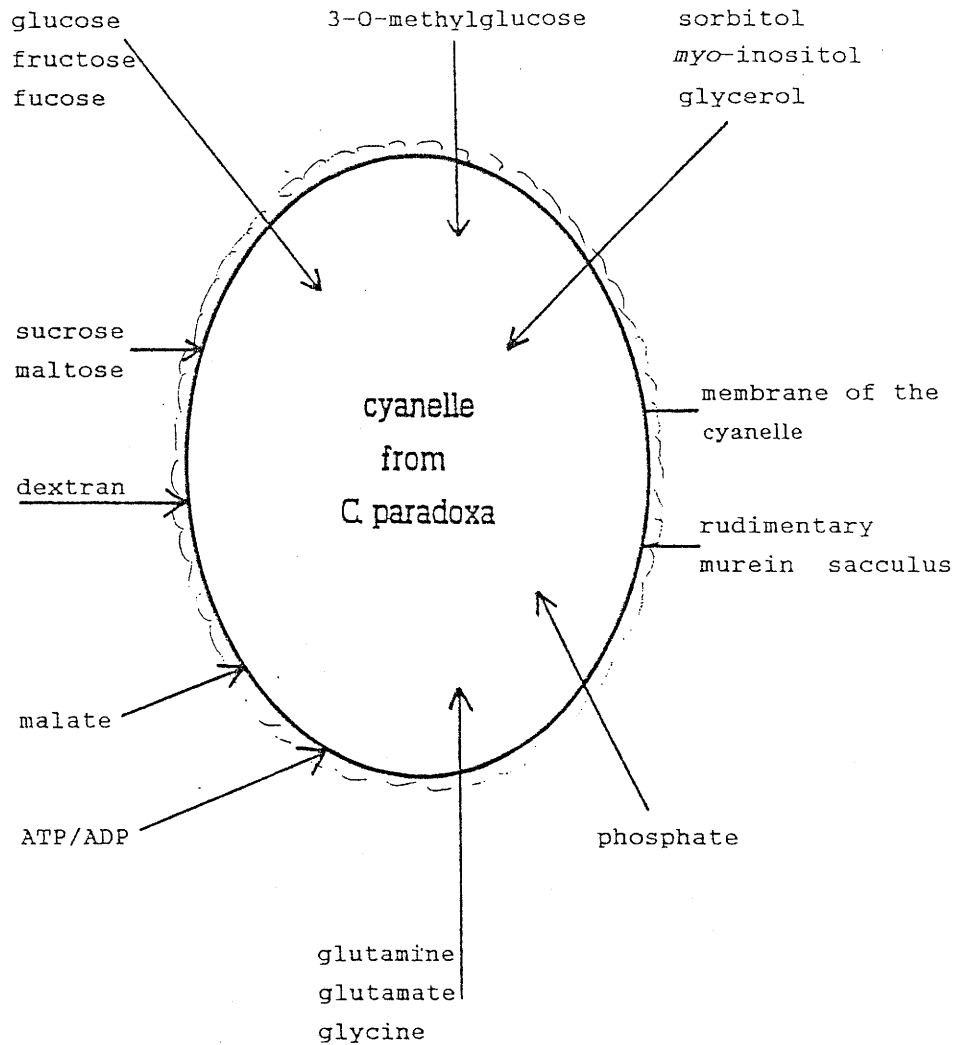 glucose
fructose
fucose
3-O-methylglucose
sorbitol
myo-inositol
glycerol
sucrose
maltose
cyanelle
from
C. paradoxa
membrane of the
cyanelle
dextran
rudimentary
murein sacculus
malate
ATP/ADP
phosphate
glutamine
glutamate
glycine